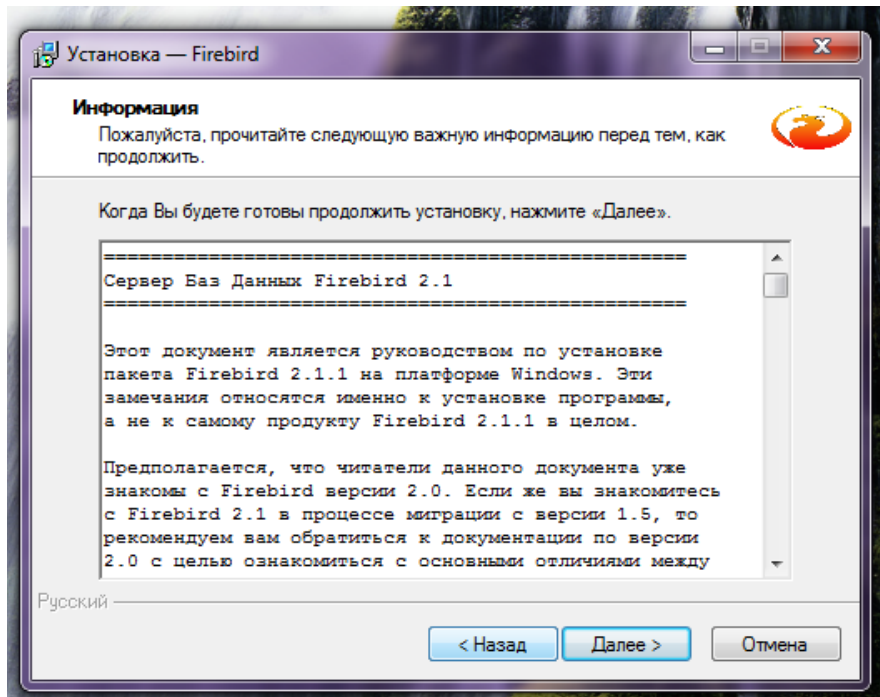 Установка — Firebird
Информация
Пожалуйста, прочитайте следующую важную информацию перед тем, как
продолжить.
Когда Вы будете готовы продолжить установку, нажмите «Далее».
===================================================
Сервер Баз Данных Firebird 2.1
===================================================
Этот документ является руководством по установке
пакета Firebird 2.1.1 на платформе Windows. Эти
замечания относятся именно к установке программы,
а не к самому продукту Firebird 2.1.1 в целом.
Предполагается, что читатели данного документа уже
знакомы с Firebird версии 2.0. Если же вы знакомитесь
с Firebird 2.1 в процессе миграции с версии 1.5, то
рекомендуем вам обратиться к документации по версии
2.0 с целью ознакомиться с основными отличиями между
Русский
< Назад
Далее >
Отмена